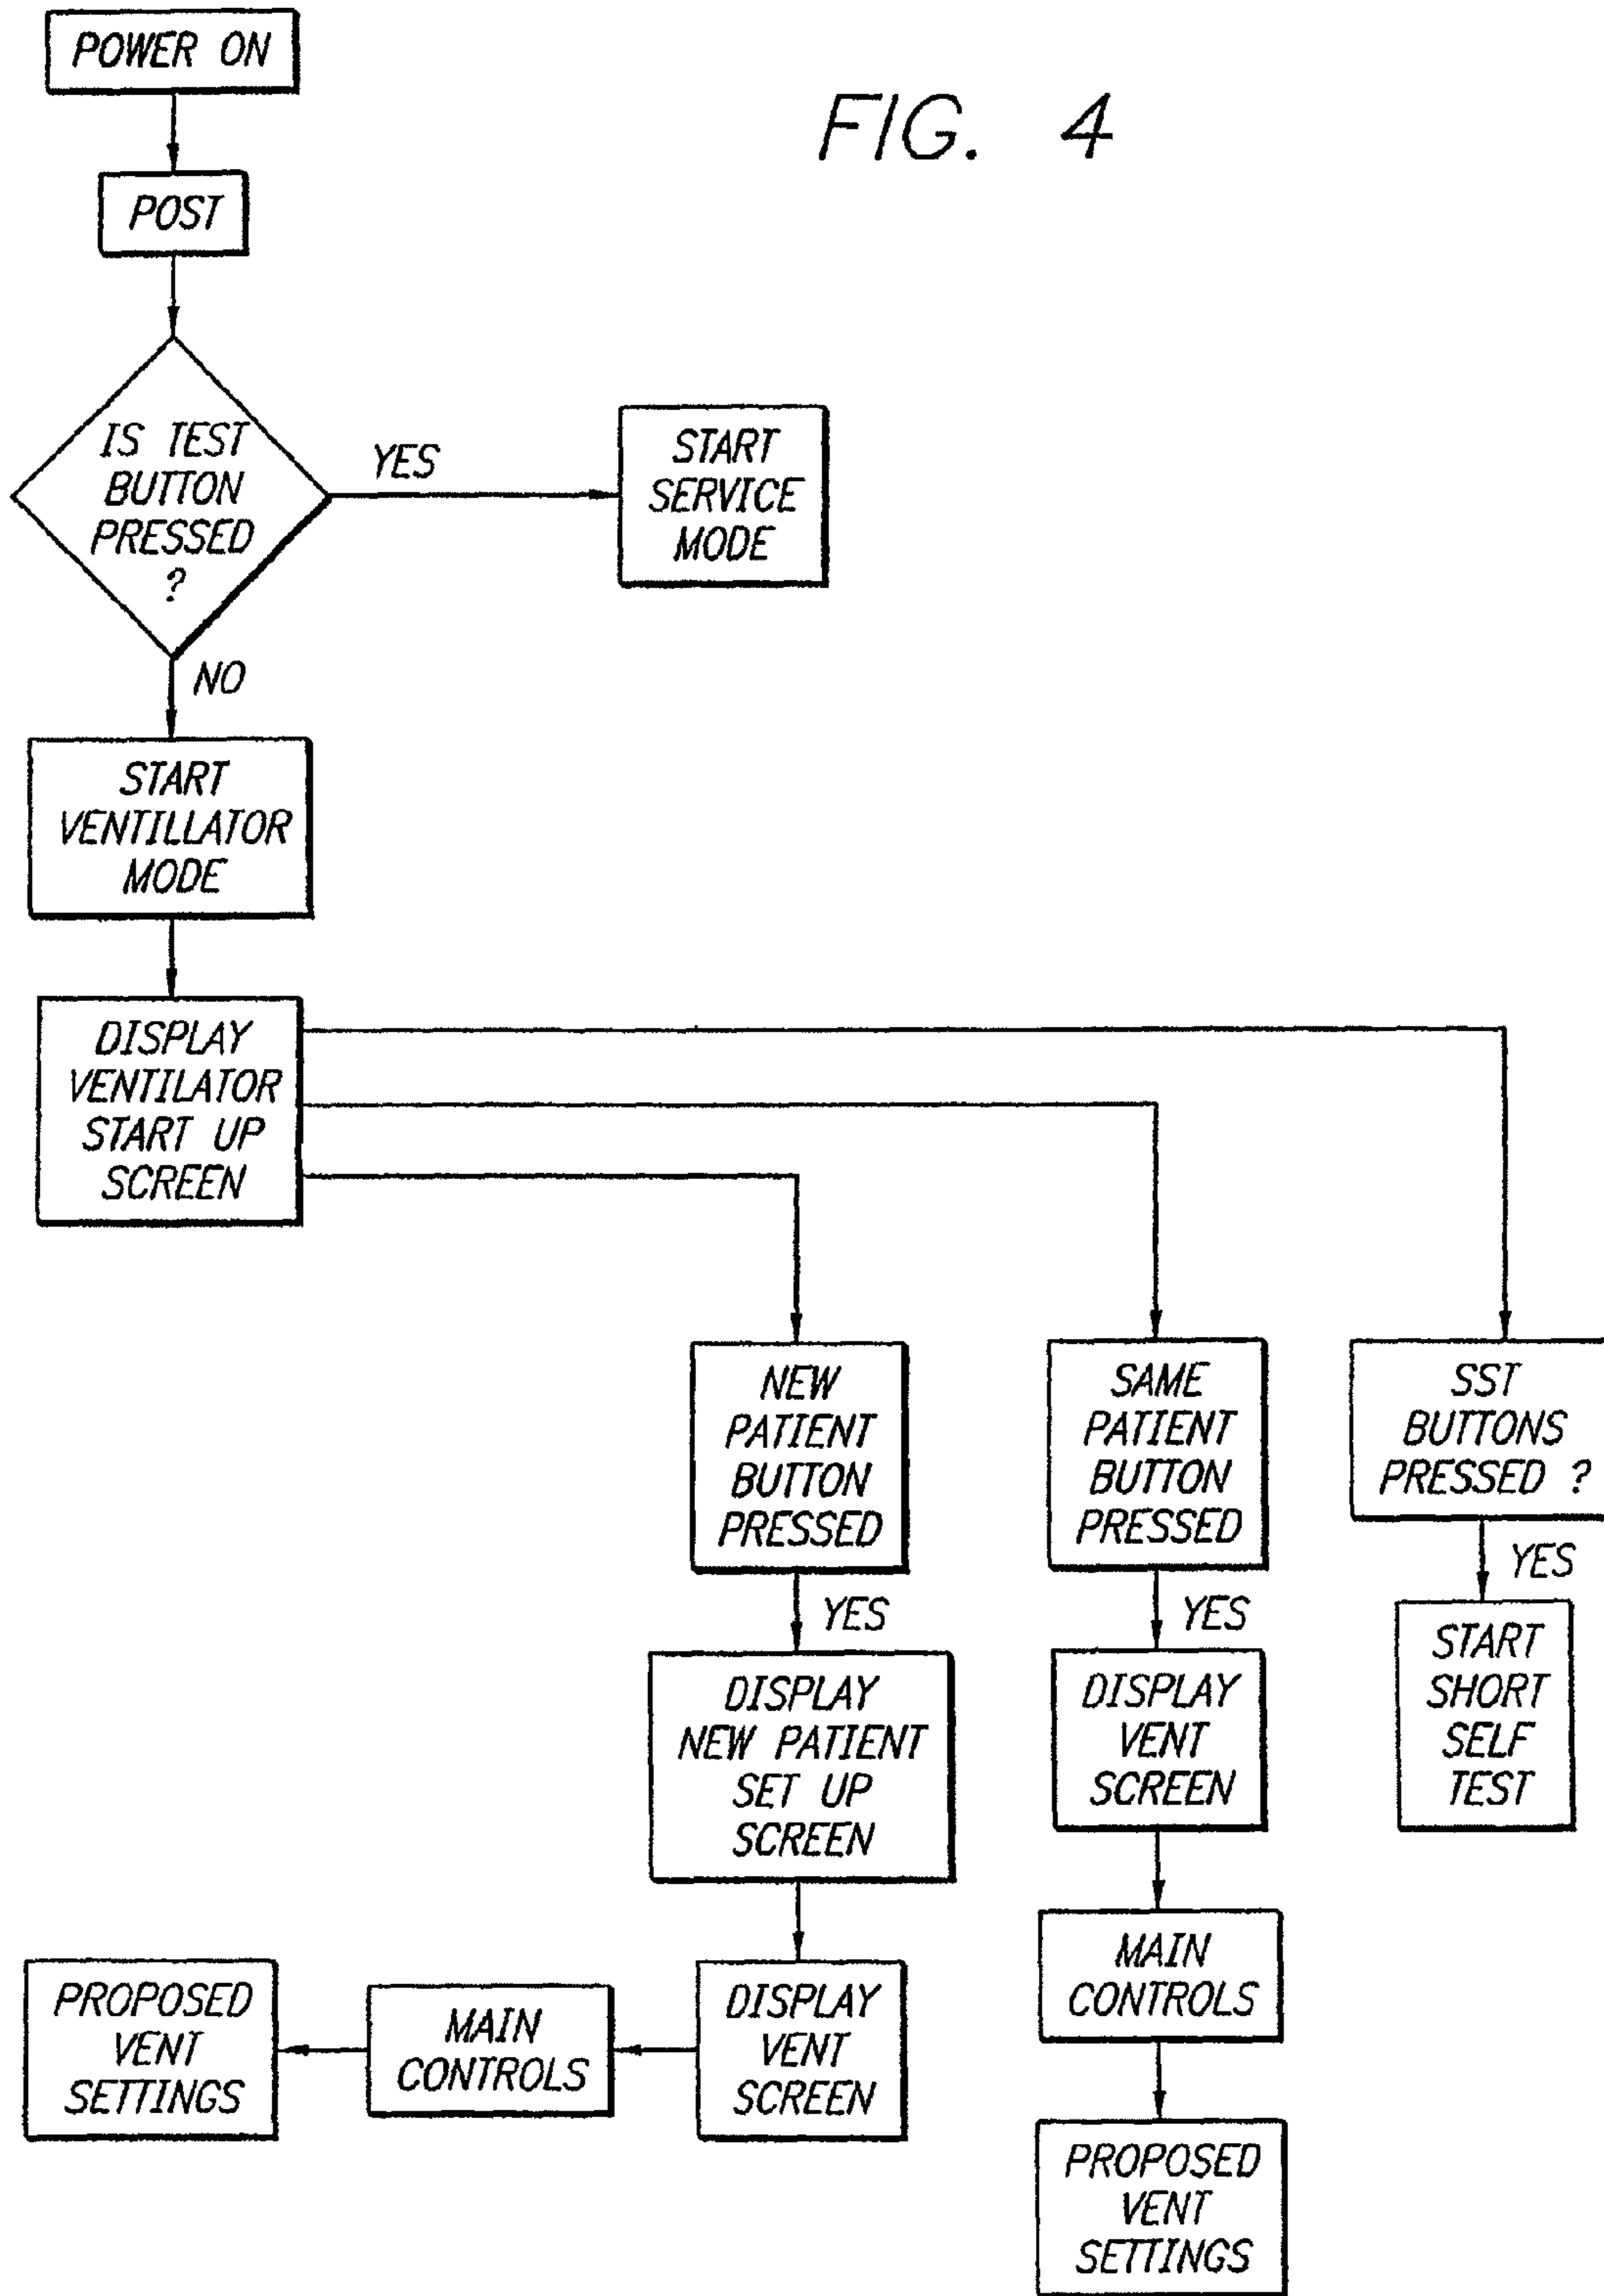 POWER ON
FIG. 4
POST
IS TEST
BUTTON
PRESSED
?
YES
START
SERVICE
MODE
NO
START
VENTILLATOR
MODE
DISPLAY
VENTILATOR
START UP
SCREEN
NEW
PATIENT
BUTTON
PRESSED
YES
DISPLAY
NEW PATIENT
SET UP
SCREEN
DISPLAY
VENT
SCREEN
MAIN
CONTROLS
PROPOSED
VENT
SETTINGS
SAME
PATIENT
BUTTON
PRESSED
YES
DISPLAY
VENT
SCREEN
MAIN
CONTROLS
PROPOSED
VENT
SETTINGS
SST
BUTTONS
PRESSED ?
YES
START
SHORT
SELF
TEST